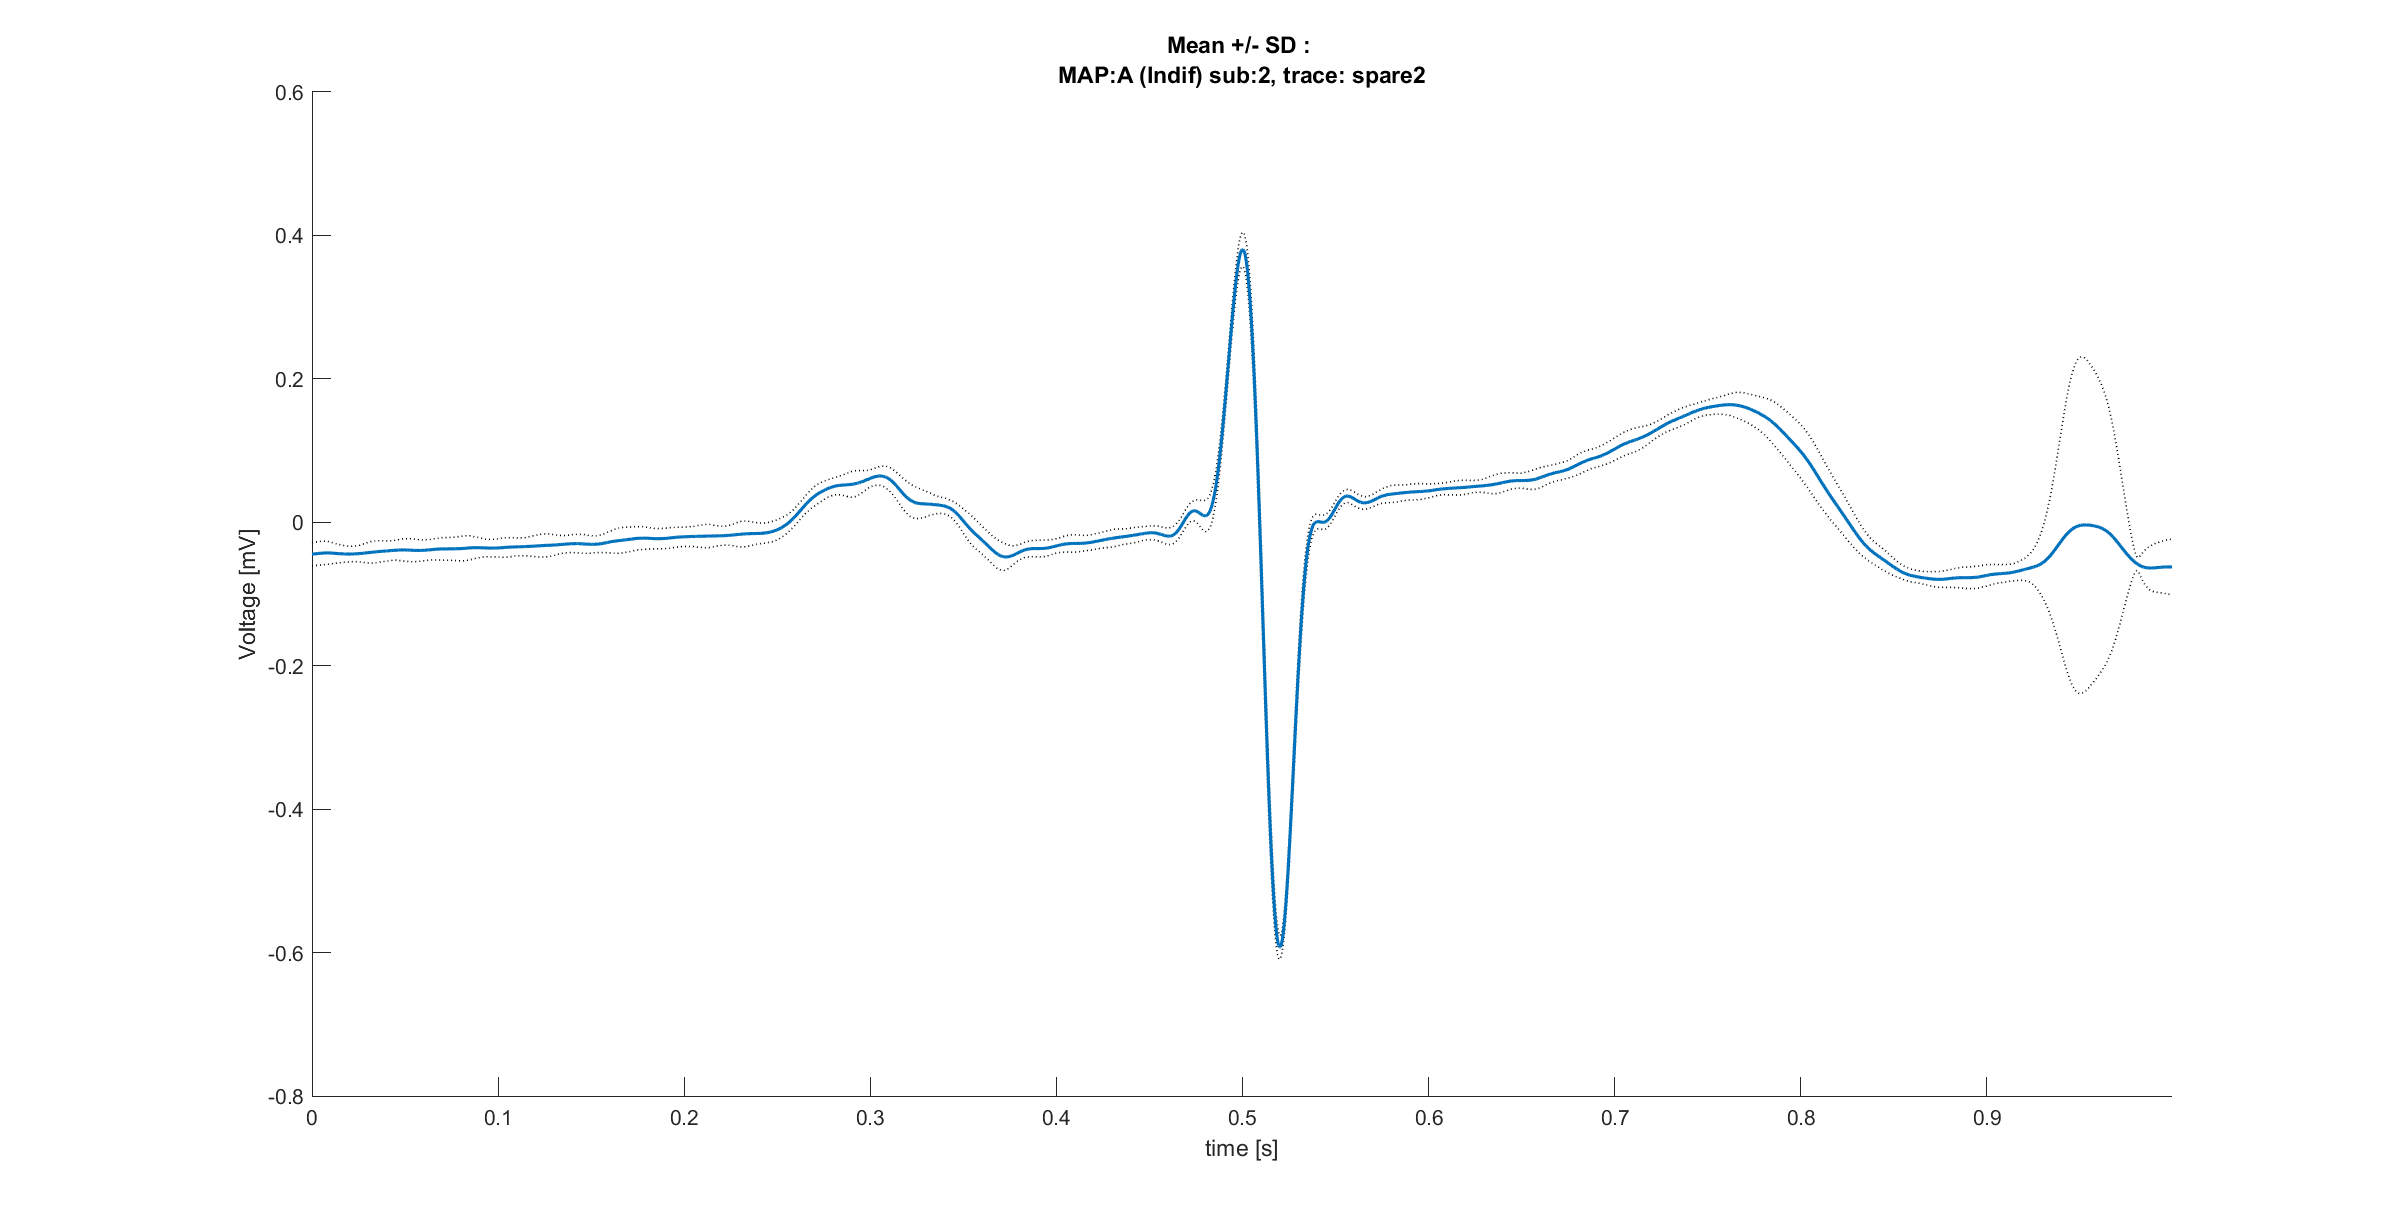 Mean +/- SD :
MAP:A (Indif) sub:2, trace: spare2
0.6
0.4
0.2
0
-0.2
-0.4
-0.6
-0.8
Voltage [mV]
0 0.1 0.2 0.3 0.4 0.5 0.6 0.7 0.8 0.9
time [s]